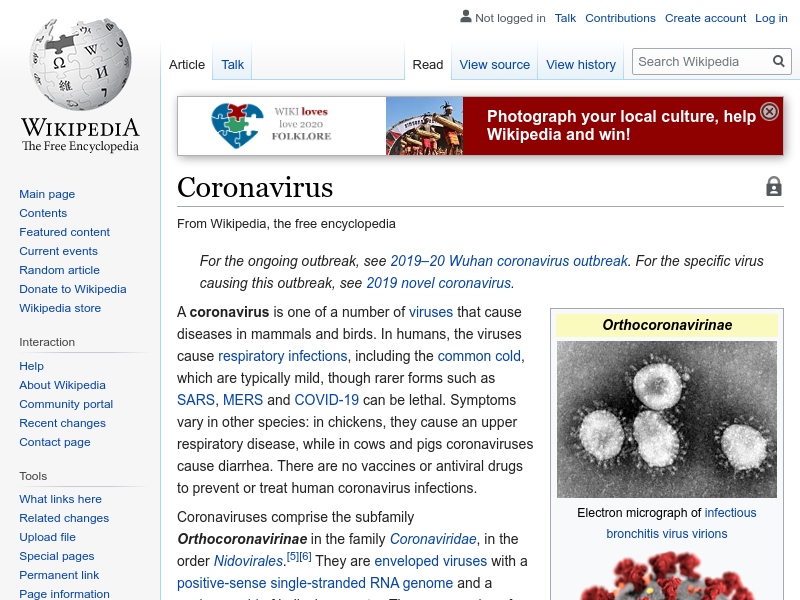 Not logged in Talk Contributions Create account Log in
Article Talk Read View source View history Search Wikipedia
WIKIPEDIA
The Free Encyclopedia
Main page
Contents
Featured content
Current events
Random article
Donate to Wikipedia
Wikipedia store
Interaction
Help
About Wikipedia
Community portal
Recent changes
Contact page
Tools
What links here
Related changes
Upload file
Special pages
Permanent link
Page information
WIKI loves
love 2020
FOLKLORE
Photograph your local culture, help
Wikipedia and win!
Coronavirus
From Wikipedia, the free encyclopedia
For the ongoing outbreak, see 2019–20 Wuhan coronavirus outbreak. For the specific virus
causing this outbreak, see 2019 novel coronavirus.
A coronavirus is one of a number of viruses that cause
diseases in mammals and birds. In humans, the viruses
cause respiratory infections, including the common cold,
which are typically mild, though rarer forms such as
SARS, MERS and COVID-19 can be lethal. Symptoms
vary in other species: in chickens, they cause an upper
respiratory disease, while in cows and pigs coronaviruses
cause diarrhea. There are no vaccines or antiviral drugs
to prevent or treat human coronavirus infections.
Coronaviruses comprise the subfamily
Orthocoronavirinae in the family Coronaviridae, in the
order Nidovirales.[5][6] They are enveloped viruses with a
positive-sense single-stranded RNA genome and a
Orthocoronavirinae
Electron micrograph of infectious
bronchitis virus virions